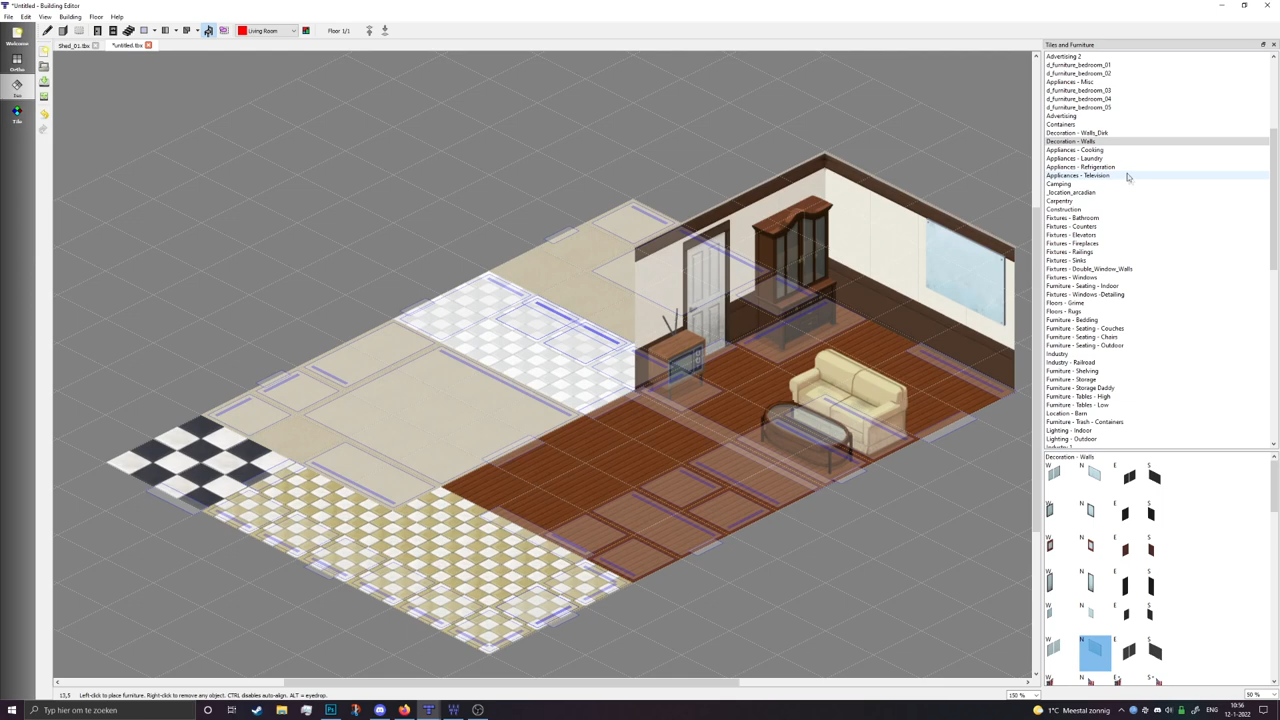 *Untitled - Building Editor
File Edit View Building Floor Help
Living Room Floor 1/1
Welcome
Ortho
Iso
Tile
Shed_01.tbx *untitled.tbx
Tiles and Furniture
Advertising 2
d_furniture_bedroom_01
d_furniture_bedroom_02
Appliances - Misc
d_furniture_bedroom_03
d_furniture_bedroom_04
d_furniture_bedroom_05
Advertising
Containers
Decoration - Walls_Dirk
Decoration - Walls
Appliances - Cooking
Appliances - Laundry
Appliances - Refrigeration
Applicances - Television
Camping
_location_arcadian
Carpentry
Construction
Fixtures - Bathroom
Fixtures - Counters
Fixtures - Elevators
Fixtures - Fireplaces
Fixtures - Railings
Fixtures - Sinks
Fixtures - Double_Window_Walls
Fixtures - Windows
Furniture - Seating - Indoor
Fixtures - Windows -Detailing
Floors - Grime
Floors - Rugs
Furniture - Bedding
Furniture - Seating - Couches
Furniture - Seating - Chairs
Furniture - Seating - Outdoor
Industry
Industry - Railroad
Furniture - Shelving
Furniture - Storage
Furniture - Storage Daddy
Furniture - Tables - High
Furniture - Tables - Low
Location - Barn
Furniture - Trash - Containers
Lighting - Indoor
Lighting - Outdoor
Decoration - Walls
W N E S
W N E S
W N E S
W N E S
W N E S
W N E S
W N E S
13,5 Left-click to place furniture. Right-click to remove any object. CTRL disables auto-align. ALT = eyedrop.
150 %
50 %
Typ hier om te zoeken
1°C Meestal zonnig
ENG
10:56
12-1-2022